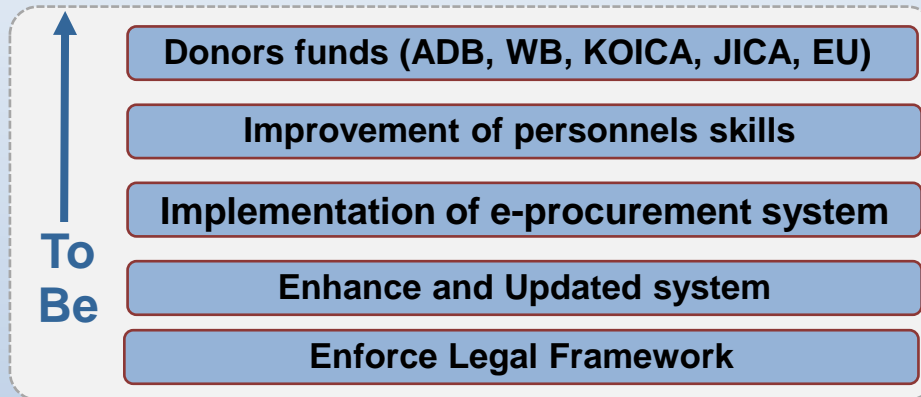 Donors funds (ADB, WB, KOICA, JICA, EU)
Improvement of personnels skills
Implementation of e-procurement system
To
Be
Enhance and Updated system
Enforce Legal Framework